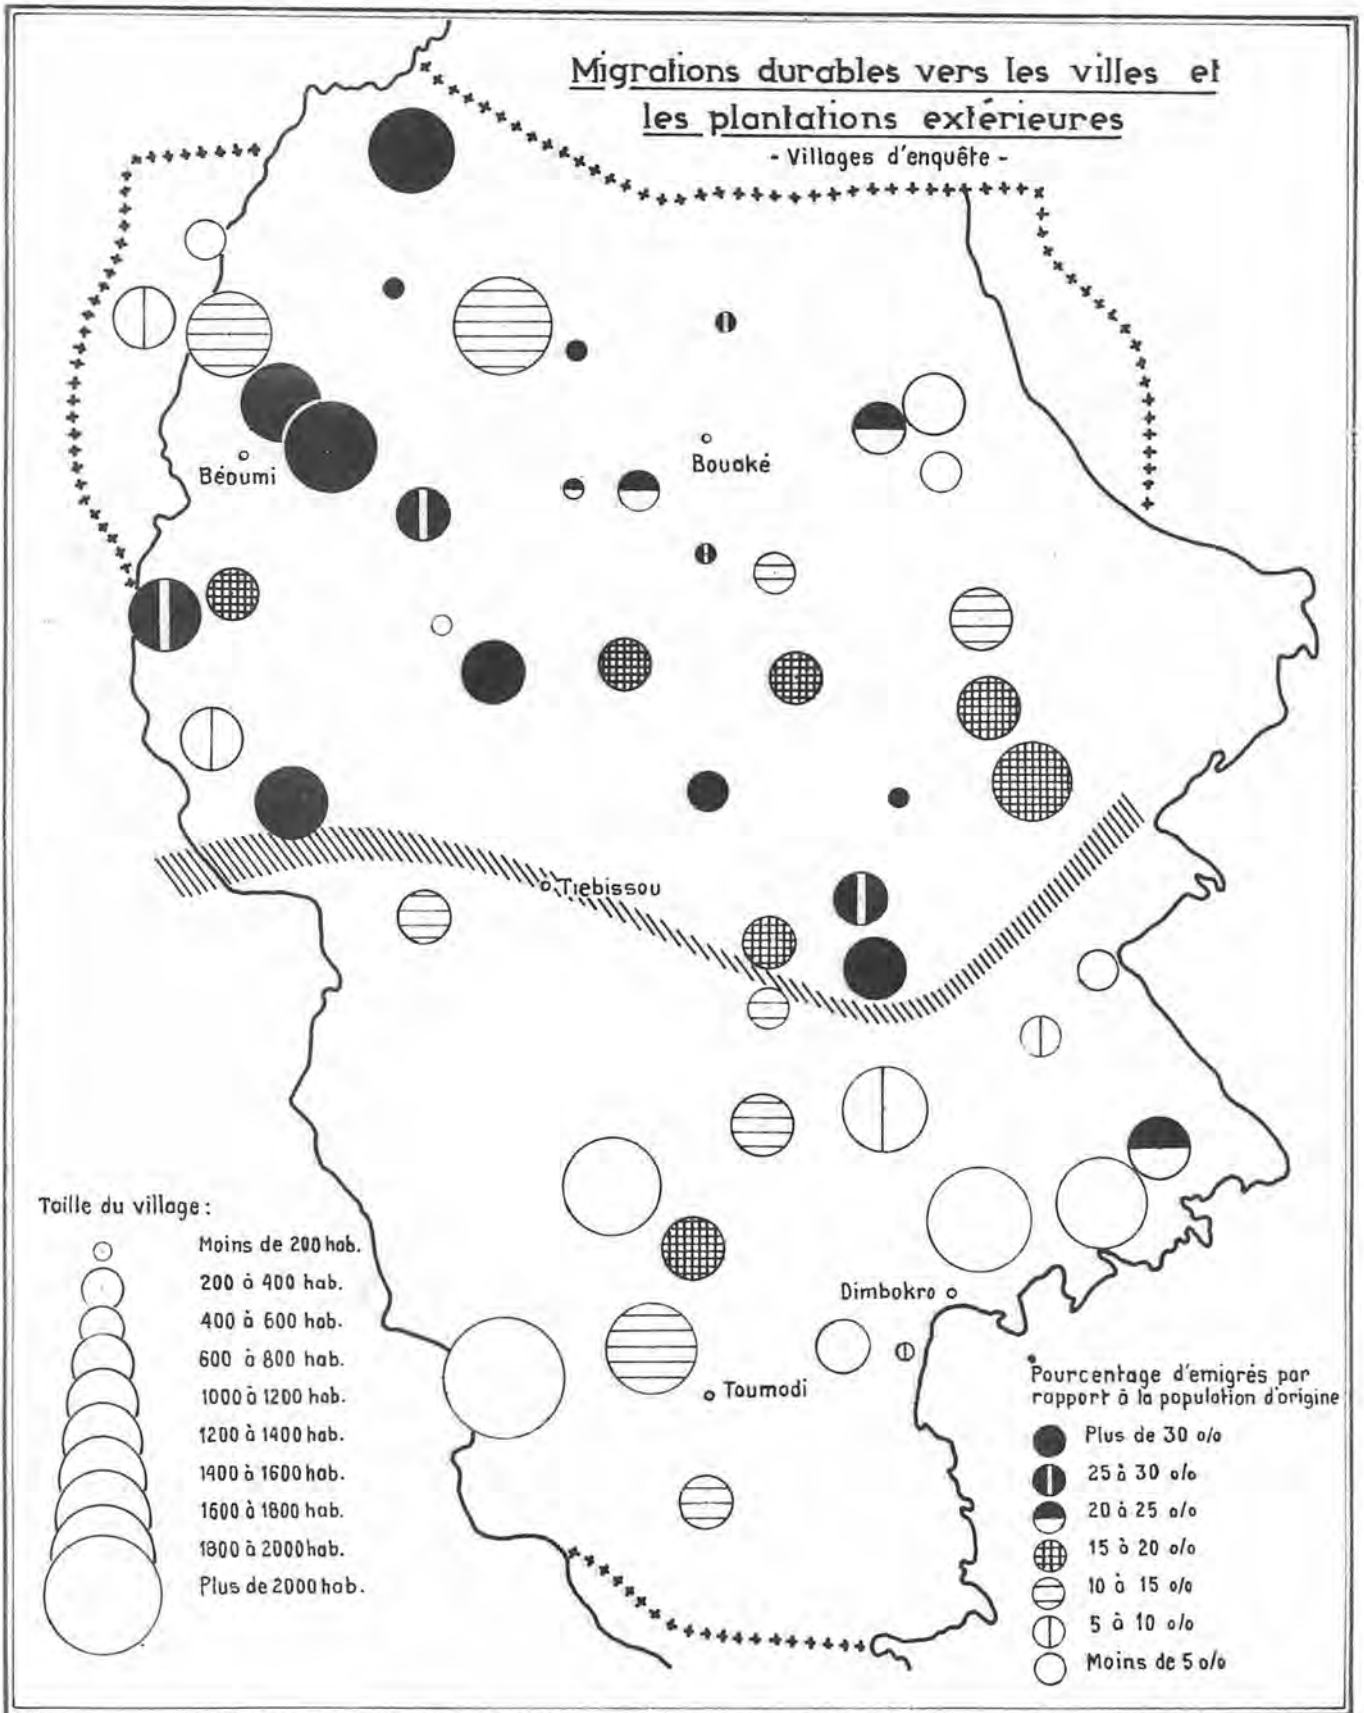 Migrations durables vers les villes et
les plantations extérieures
- Villages d'enquête -
Béoumi
Bouaké
Tiebissou
Dimbokro
Toumodi
Taille du village :
Moins de 200 hab.
200 à 400 hab.
400 à 600 hab.
600 à 800 hab.
1000 à 1200 hab.
1200 à 1400 hab.
1400 à 1600 hab.
1600 à 1800 hab.
1800 à 2000 hab.
Plus de 2000 hab.
Pourcentage d'emigrés par
rapport à la population d'origine
Plus de 30 o/o
25 à 30 o/o
20 à 25 o/o
15 à 20 o/o
10 à 15 o/o
5 à 10 o/o
Moins de 5 o/o